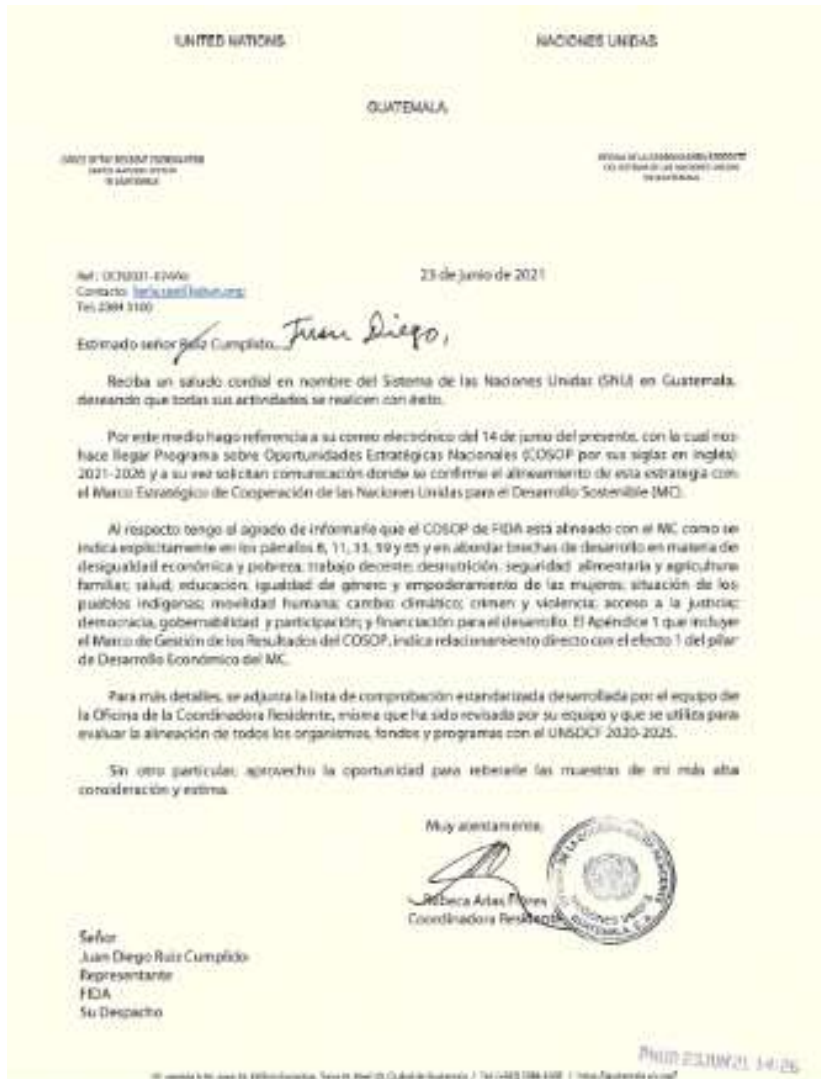 UNITED NATIONS
NACIONES UNIDAS
GUATEMALA
23 de junio de 2021
Contacto:
Tel. 2384 3100
Estimado señor Ruiz Cumplido, Juan Diego,
Reciba un saludo cordial en nombre del Sistema de las Naciones Unidas (SNU) en Guatemala,
deseando que todas sus actividades se realicen con éxito.
Por este medio hago referencia a su correo electrónico del 14 de junio del presente, con la cual nos
hace llegar Programa sobre Oportunidades Estratégicas Nacionales (COSOP por sus siglas en inglés)
2021-2026 y a su vez solicitan comunicación donde se confirme el alineamiento de esta estrategia con
el Marco Estratégico de Cooperación de las Naciones Unidas para el Desarrollo Sostenible (MC).
Al respecto tengo el agrado de informarle que el COSOP de FIDA está alineado con el MC como se
indica explícitamente en los párrafos 6, 11, 33, 59 y 65 y en abordar brechas de desarrollo en materia de:
desigualdad económica y pobreza; trabajo decente; desnutrición, seguridad alimentaria y agricultura
familiar; salud; educación; igualdad de género y empoderamiento de las mujeres; situación de los
pueblos indígenas; movilidad humana; cambio climático; crimen y violencia; acceso a la justicia;
democracia, gobernabilidad y participación; y financiación para el desarrollo. El Apéndice 1 que incluye
el Marco de Gestión de los Resultados del COSOP, indica relacionamiento directo con el efecto 1 del pilar
de Desarrollo Económico del MC.
Para más detalles, se adjunta la lista de comprobación estandarizada desarrollada por el equipo de
la Oficina de la Coordinadora Residente, misma que ha sido revisada por su equipo y que se utiliza para
evaluar la alineación de todos los organismos, fondos y programas con el UNSDCF 2020-2025.
Sin otro particular, aprovecho la oportunidad para reiterarle las muestras de mi más alta
consideración y estima.
Muy atentamente,
Rebeca Arias Flores
Coordinadora Residente
Señor
Juan Diego Ruiz Cumplido
Representante
FIDA
Su Despacho
23JUN'21 14:26